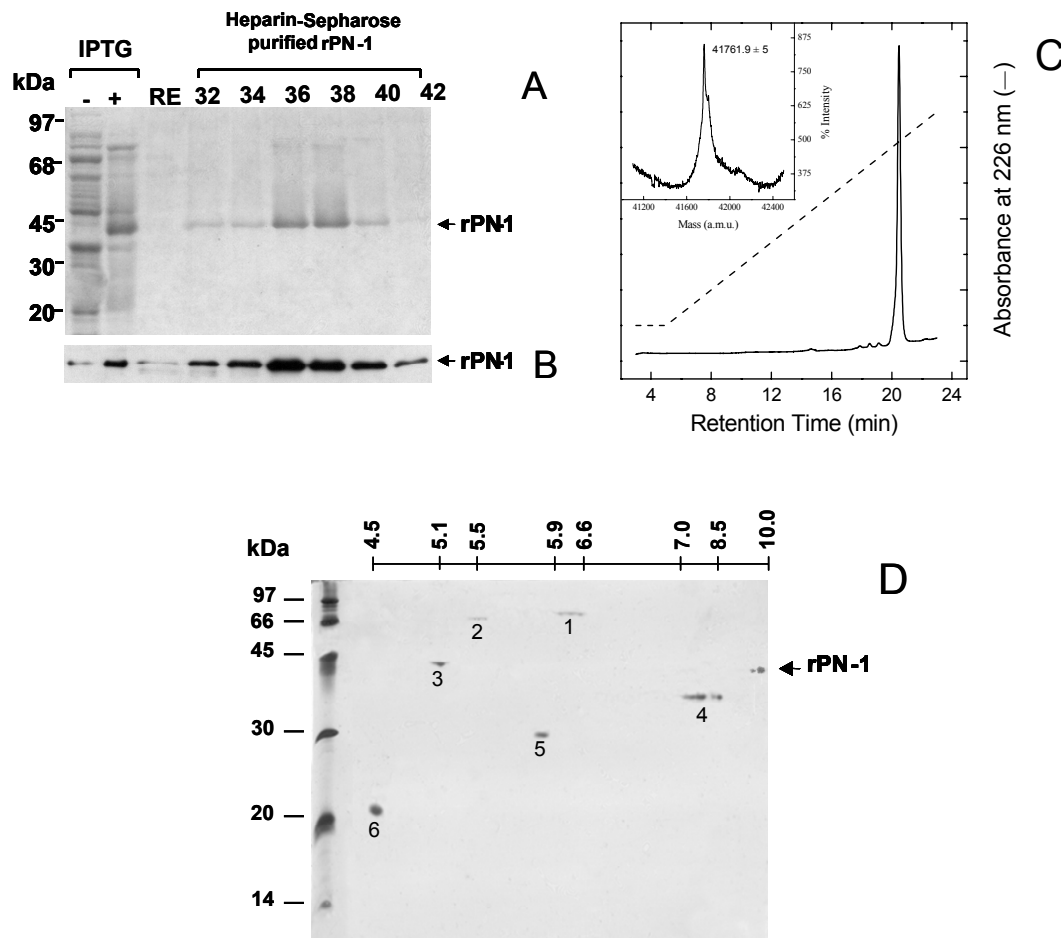 Heparin-Sepharose
purified rPN-1
IPTG
kDa
- + RE 32 34 36 38 40 42
A
97
68
45
30
20
rPN-1
rPN-1
B
C
41761.9 ± 5
875
750
625
500
375
% Intensity
41200 41600 42000 42400
Mass (a.m.u.)
Absorbance at 226 nm (—)
4 8 12 16 20 24
Retention Time (min)
4.5 5.1 5.5 5.9 6.6 7.0 8.5 10.0
kDa
D
97
66
45
30
20
14
1
2
3
4
5
6
rPN-1